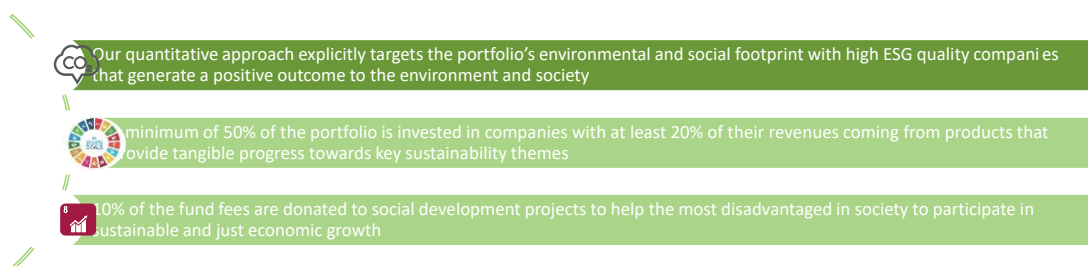 CO2
Our quantitative approach explicitly targets the portfolio's environmental and social footprint with high ESG quality companies
that generate a positive outcome to the environment and society
minimum of 50% of the portfolio is invested in companies with at least 20% of their revenues coming from products that
ovide tangible progress towards key sustainability themes
8
10% of the fund fees are donated to social development projects to help the most disadvantaged in society to participate in
sustainable and just economic growth